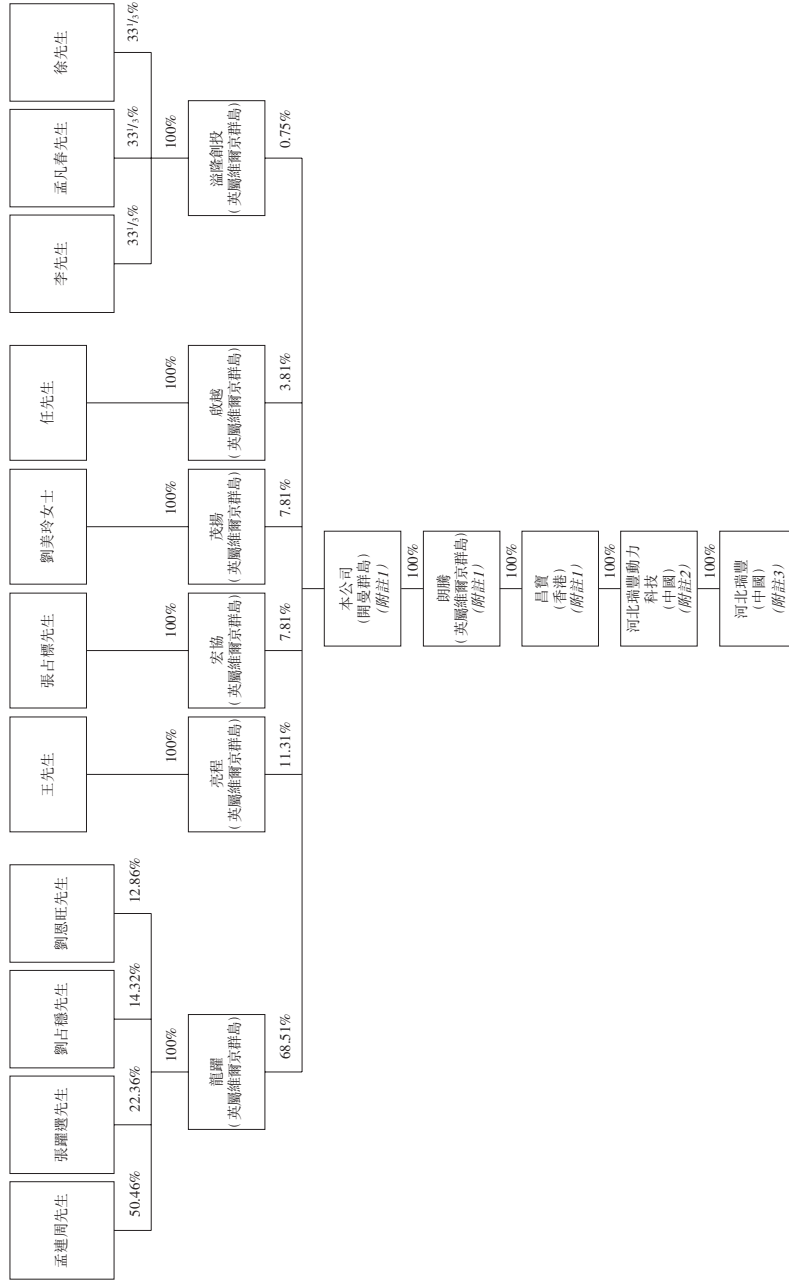 孟連周先生
張躍選先生
劉占穩先生
劉恩旺先生
王先生
張占標先生
劉美玲女士
任先生
李先生
孟凡春先生
徐先生
50.46%
22.36%
14.32%
12.86%
33¹/₃%
33¹/₃%
33¹/₃%
100%
100%
100%
100%
100%
100%
龍躍
(英屬維爾京群島)
亮程
(英屬維爾京群島)
宏協
(英屬維爾京群島)
茂揚
(英屬維爾京群島)
啟越
(英屬維爾京群島)
溢隆創投
(英屬維爾京群島)
68.51%
11.31%
7.81%
7.81%
3.81%
0.75%
本公司
(開曼群島)
(附註1)
100%
朗騰
(英屬維爾京群島)
(附註1)
100%
昌寶
(香港)
(附註1)
100%
河北瑞豐動力
科技
(中國)
(附註2)
100%
河北瑞豐
(中國)
(附註3)